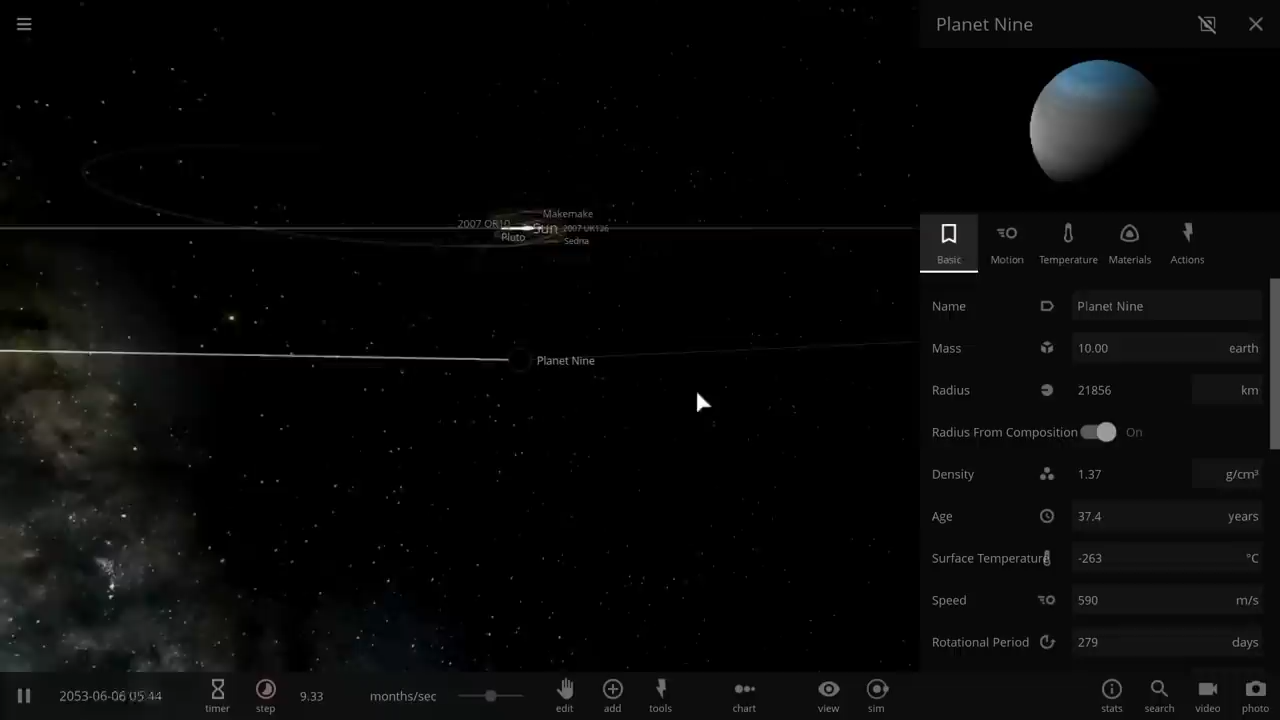 Planet Nine
Makemake
2007 OR10
Sun
2007 UK126
Pluto
Sedna
Planet Nine
Basic
Motion
Temperature
Materials
Actions
Name Planet Nine
Mass 10.00 earth
Radius 21856 km
Radius From Composition On
Density 1.37 g/cm³
Age 37.4 years
Surface Temperature -263 °C
Speed 590 m/s
Rotational Period 279 days
2053-06-06 05:44
timer
step
9.33 months/sec
edit
add
tools
chart
view
sim
stats
search
video
photo